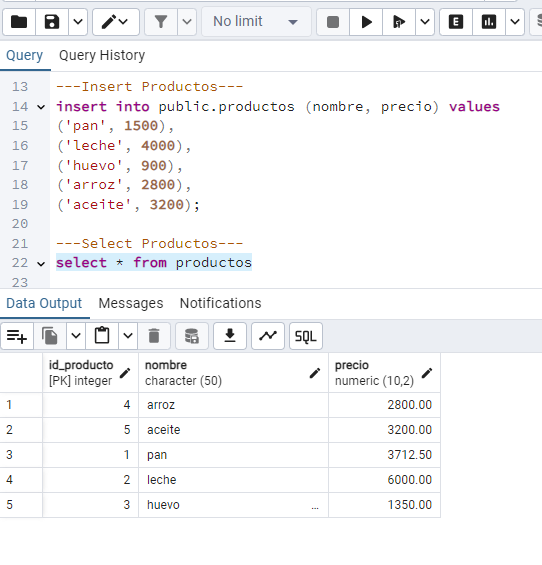 No limit
E
Query Query History
13 ---Insert Productos---
14 insert into public.productos (nombre, precio) values
15 ('pan', 1500),
16 ('leche', 4000),
17 ('huevo', 900),
18 ('arroz', 2800),
19 ('aceite', 3200);
20
21 ---Select Productos---
22 select * from productos
23
Data Output Messages Notifications
SQL
id_producto nombre precio
[PK] integer character (50) numeric (10,2)
1 4 arroz 2800.00
2 5 aceite 3200.00
3 1 pan 3712.50
4 2 leche 6000.00
5 3 huevo ... 1350.00